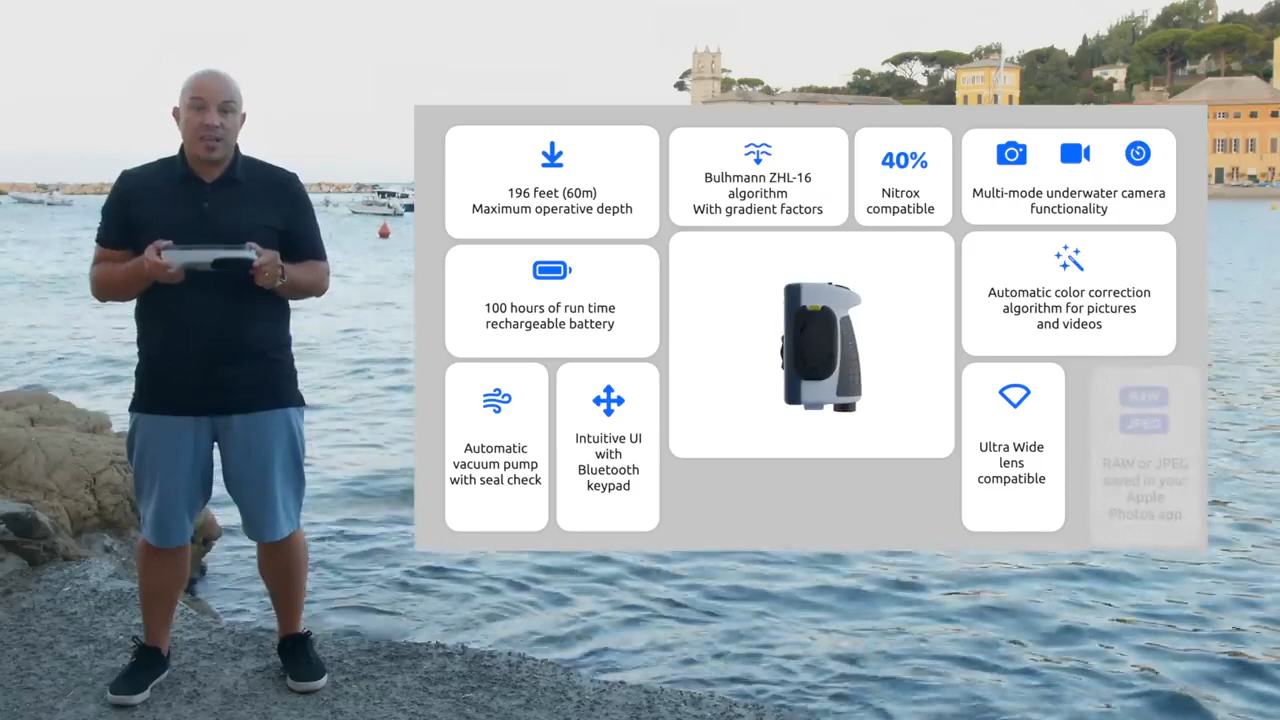 196 feet (60m)
Maximum operative depth
Bulhmann ZHL-16
algorithm
With gradient factors
40%
Nitrox
compatible
Multi-mode underwater camera
functionality
100 hours of run time
rechargeable battery
Automatic color correction
algorithm for pictures
and videos
Automatic
vacuum pump
with seal check
Intuitive UI
with
Bluetooth
keypad
Ultra Wide
lens
compatible
RAW
JPEG
RAW or JPEG
saved in your
Apple
Photos app